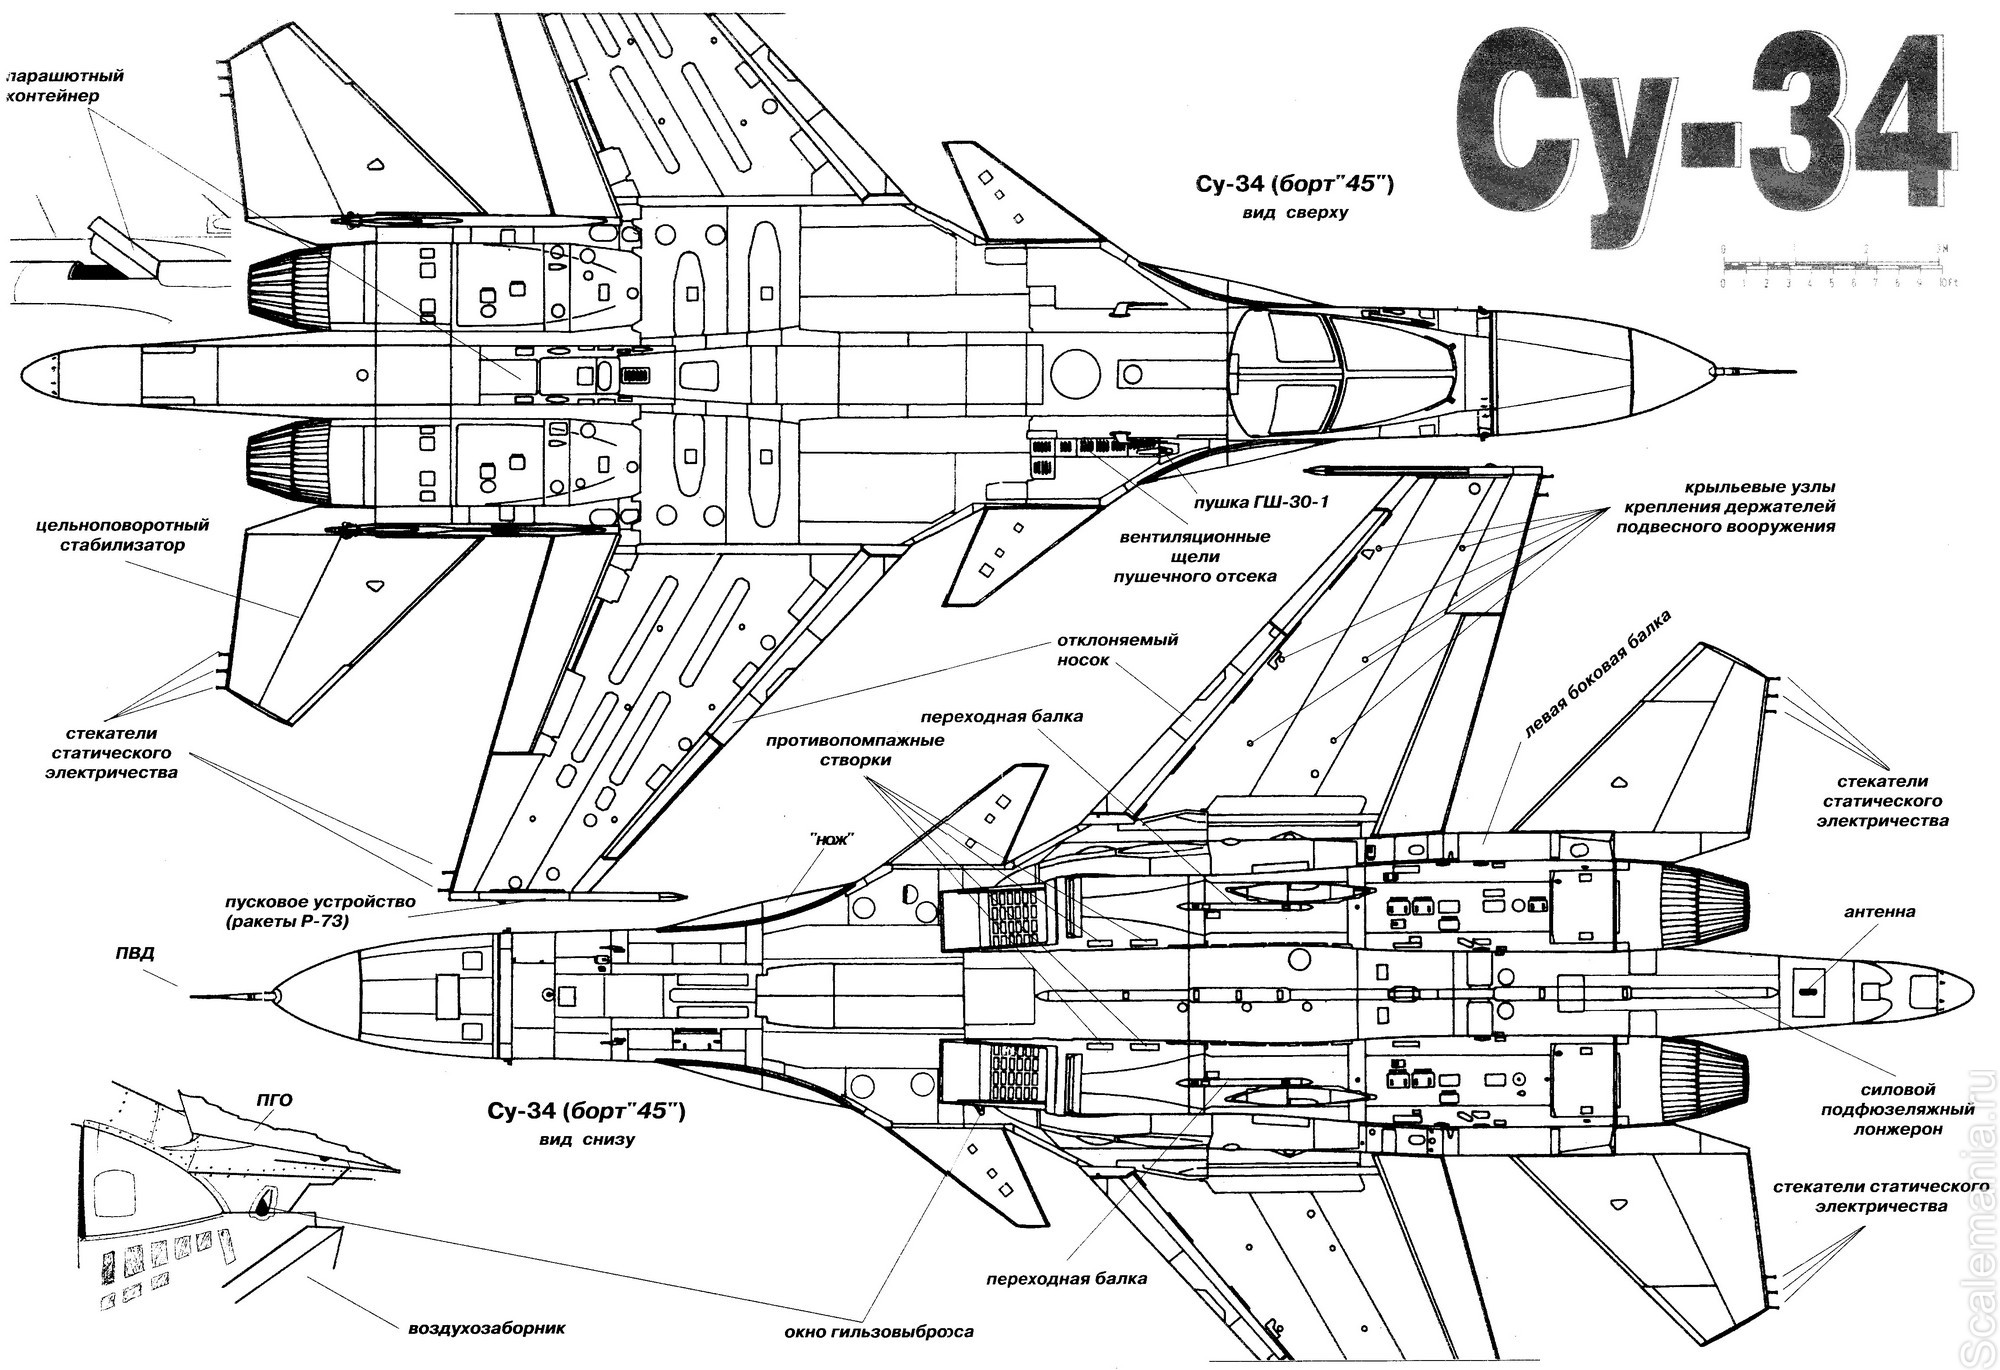 Су-34
парашютный
контейнер
Су-34 (борт"45")
вид сверху
0 1 2 3м
0 1 2 3 4 5 6 7 8 9 10Ft
пушка ГШ-30-1
вентиляционные
щели
пушечного отсека
крыльевые узлы
крепления держателей
подвесного вооружения
цельноповоротный
стабилизатор
отклоняемый
носок
левая боковая балка
стекатели
статического
электричества
переходная балка
противопомпажные
створки
"нож"
стекатели
статического
электричества
пусковое устройство
(ракеты Р-73)
ПВД
антенна
Су-34 (борт"45")
вид снизу
силовой
подфюзеляжный
лонжерон
ПГО
стекатели статического
электричества
переходная балка
воздухозаборник
окно гильзовыброса
Scalemania.ru